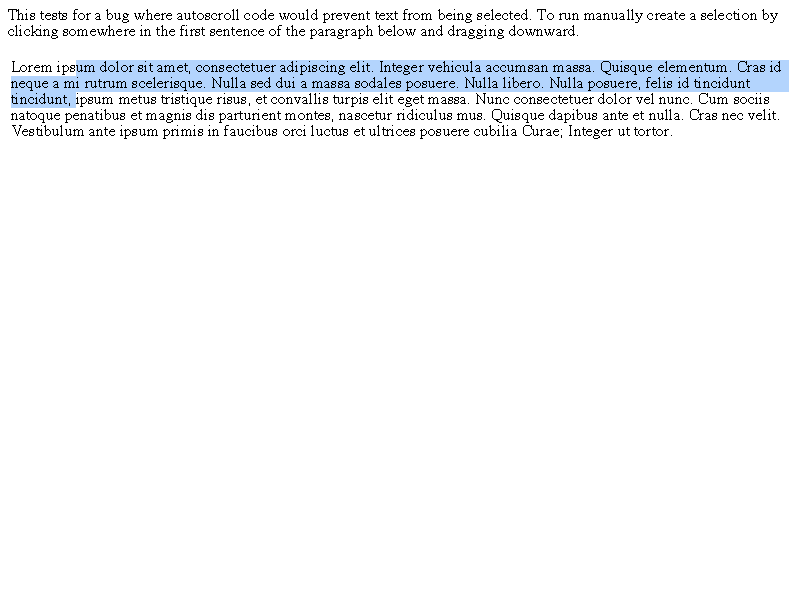 This tests for a bug where autoscroll code would prevent text from being selected. To run manually create a selection by
clicking somewhere in the first sentence of the paragraph below and dragging downward.
Lorem ipsum dolor sit amet, consectetuer adipiscing elit. Integer vehicula accumsan massa. Quisque elementum. Cras id
neque a mi rutrum scelerisque. Nulla sed dui a massa sodales posuere. Nulla libero. Nulla posuere, felis id tincidunt
tincidunt, ipsum metus tristique risus, et convallis turpis elit eget massa. Nunc consectetuer dolor vel nunc. Cum sociis
natoque penatibus et magnis dis parturient montes, nascetur ridiculus mus. Quisque dapibus ante et nulla. Cras nec velit.
Vestibulum ante ipsum primis in faucibus orci luctus et ultrices posuere cubilia Curae; Integer ut tortor.